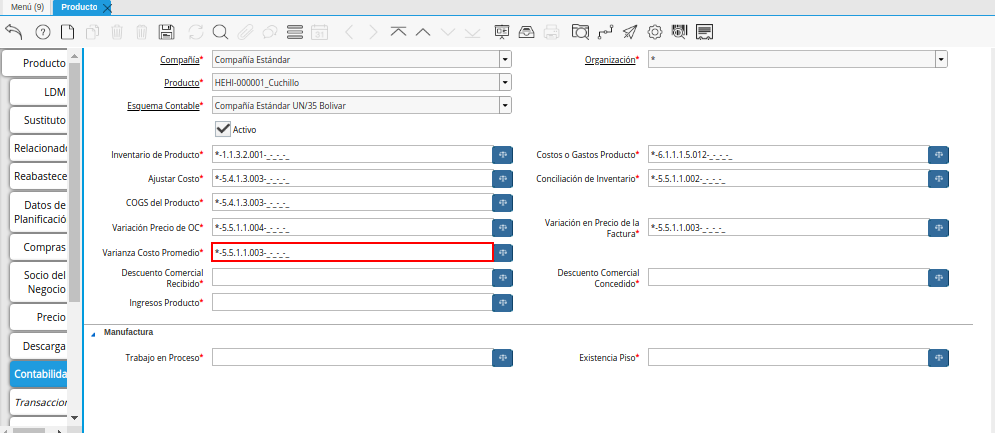 Menú (9) Producto
Producto
LDM
Sustituto
Relacionado
Reabastece
Datos de
Planificació
Compras
Socio del
Negocio
Precio
Descarga
Contabilida
Transaccion
Compañía* Compañía Estándar Organización* *
Producto* HEHI-000001_Cuchillo
Esquema Contable* Compañía Estándar UN/35 Bolivar
Activo
Inventario de Producto* *-1.1.3.2.001-_-_-_-_ Costos o Gastos Producto* *-6.1.1.1.5.012-_-_-_-_
Ajustar Costo* *-5.4.1.3.003-_-_-_-_ Conciliación de Inventario* *-5.5.1.1.002-_-_-_-_
COGS del Producto* *-5.4.1.3.003-_-_-_-_
Variación Precio de OC* *-5.5.1.1.004-_-_-_-_ Variación en Precio de la
Factura* *-5.5.1.1.003-_-_-_-_
Varianza Costo Promedio* *-5.5.1.1.003-_-_-_-_
Descuento Comercial
Recibido*
Descuento Comercial
Concedido*
Ingresos Producto*
Manufactura
Trabajo en Proceso* Existencia Piso*